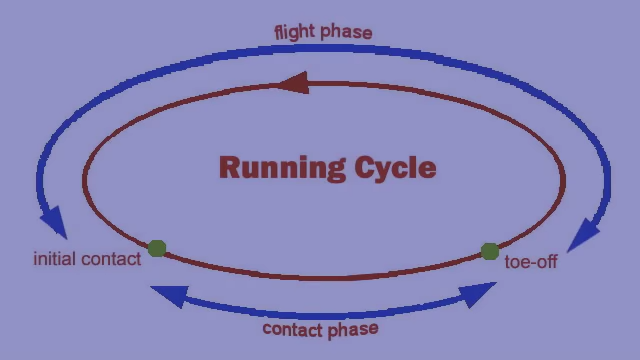 flight phase
Running Cycle
initial contact
toe-off
contact phase